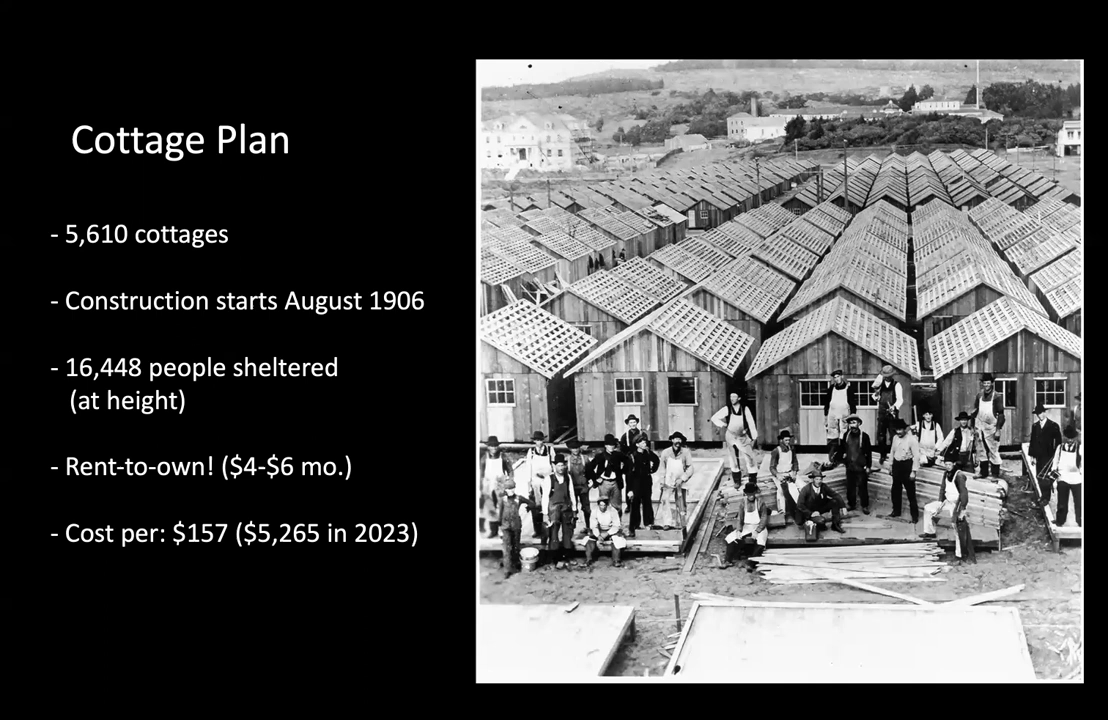 Cottage Plan
- 5,610 cottages
- Construction starts August 1906
- 16,448 people sheltered
(at height)
- Rent-to-own! ($4-$6 mo.)
- Cost per: $157 ($5,265 in 2023)